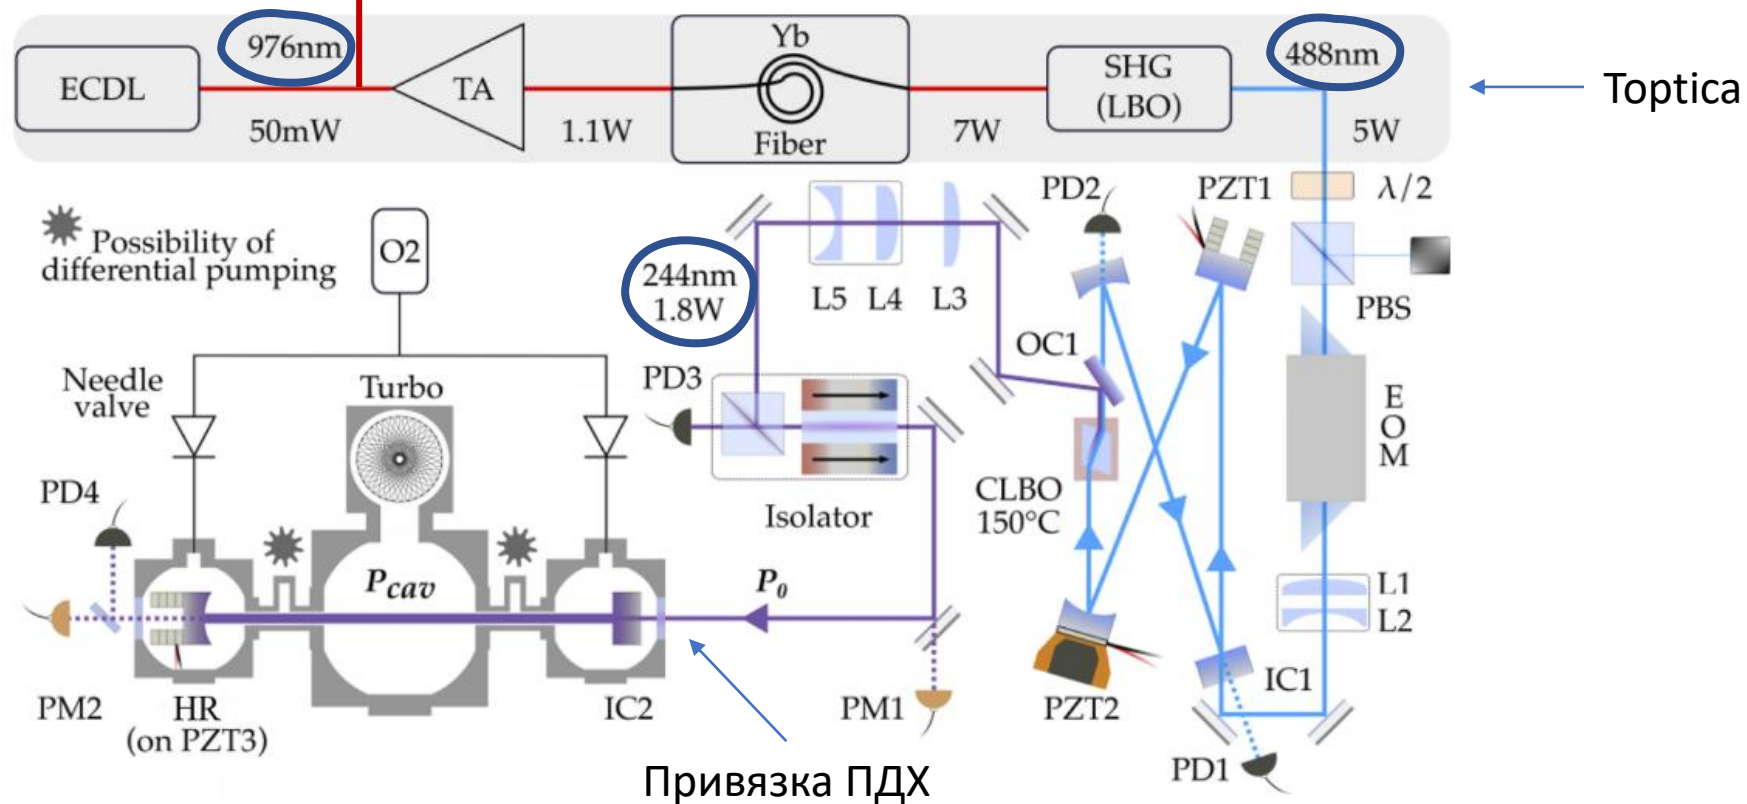 976nm
Yb
488nm
ECDL
TA
SHG
(LBO)
Toptica
50mW
1.1W
Fiber
7W
5W
PD2
PZT1
λ/2
Possibility of
differential pumping
O2
244nm
1.8W
L5
L4
L3
PBS
OC1
Needle
valve
Turbo
PD3
EOM
CLBO
150°C
PD4
Isolator
Pcav
P0
L1
L2
PM2
HR
(on PZT3)
IC2
PM1
PZT2
IC1
PD1
Привязка ПДХ